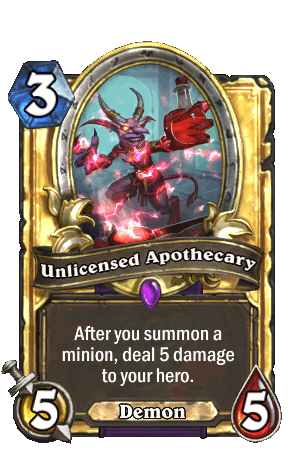 3
Unlicensed Apothecary
After you summon a
minion, deal 5 damage
to your hero.
5
Demon
5